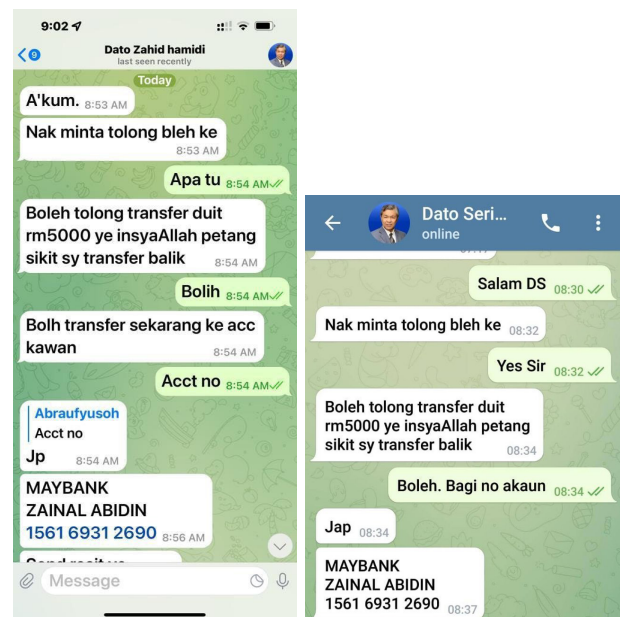 9:02
9
Dato Zahid hamidi
last seen recently
Today
A'kum. 8:53 AM
Nak minta tolong bleh ke
8:53 AM
Apa tu 8:54 AM
Boleh tolong transfer duit
rm5000 ye insyaAllah petang
sikit sy transfer balik 8:54 AM
Bolih 8:54 AM
Bolh transfer sekarang ke acc
kawan 8:54 AM
Acct no 8:54 AM
Abraufyusoh
Acct no
Jp 8:54 AM
MAYBANK
ZAINAL ABIDIN
1561 6931 2690 8:56 AM
Message
Dato Seri...
online
Salam DS 08:30
Nak minta tolong bleh ke 08:32
Yes Sir 08:32
Boleh tolong transfer duit
rm5000 ye insyaAllah petang
sikit sy transfer balik 08:34
Boleh. Bagi no akaun 08:34
Jap 08:34
MAYBANK
ZAINAL ABIDIN
1561 6931 2690 08:37